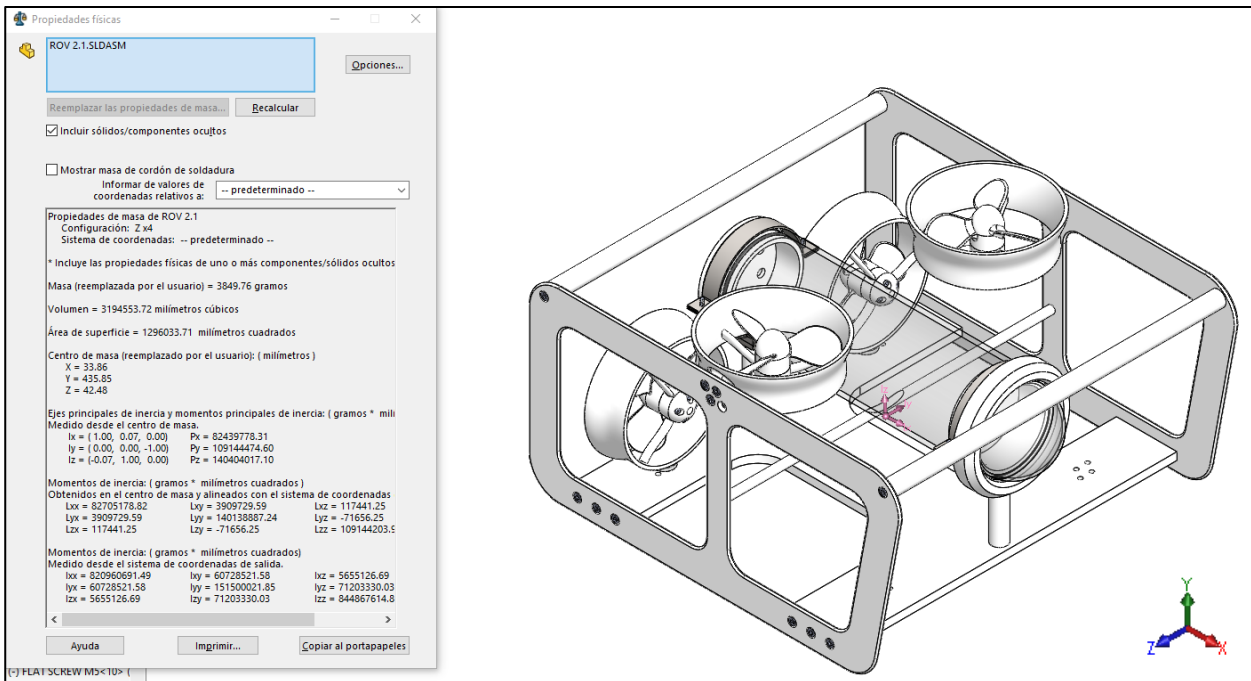 Propiedades físicas
ROV 2.1.SLDASM
Opciones...
Reemplazar las propiedades de masa...
Recalcular
Incluir sólidos/componentes ocultos
Mostrar masa de cordón de soldadura
Informar de valores de
coordenadas relativos a:
-- predeterminado --
Propiedades de masa de ROV 2.1
Configuración: Z x4
Sistema de coordenadas: -- predeterminado --
* Incluye las propiedades físicas de uno o más componentes/sólidos ocultos
Masa (reemplazada por el usuario) = 3849.76 gramos
Volumen = 3194553.72 milímetros cúbicos
Área de superficie = 1296033.71 milímetros cuadrados
Centro de masa (reemplazado por el usuario): ( milímetros )
X = 33.86
Y = 435.85
Z = 42.48
Ejes principales de inercia y momentos principales de inercia: ( gramos * mili
Medido desde el centro de masa.
Ix = ( 1.00, 0.07, 0.00) Px = 82439778.31
Iy = ( 0.00, 0.00, -1.00) Py = 109144474.60
Iz = (-0.07, 1.00, 0.00) Pz = 140404017.10
Momentos de inercia: ( gramos * milímetros cuadrados )
Obtenidos en el centro de masa y alineados con el sistema de coordenadas
Lxx = 82705178.82 Lxy = 3909729.59 Lxz = 117441.25
Lyx = 3909729.59 Lyy = 140138887.24 Lyz = -71656.25
Lzx = 117441.25 Lzy = -71656.25 Lzz = 109144203.9
Momentos de inercia: ( gramos * milímetros cuadrados)
Medido desde el sistema de coordenadas de salida.
Ixx = 820960691.49 Ixy = 60728521.58 Ixz = 5655126.69
Iyx = 60728521.58 Iyy = 151500021.85 Iyz = 71203330.03
Izx = 5655126.69 Izy = 71203330.03 Izz = 844867614.8
Ayuda
Imprimir...
Copiar al portapapeles
(-) FLAT SCREW M5<10> (
Y
Z
X